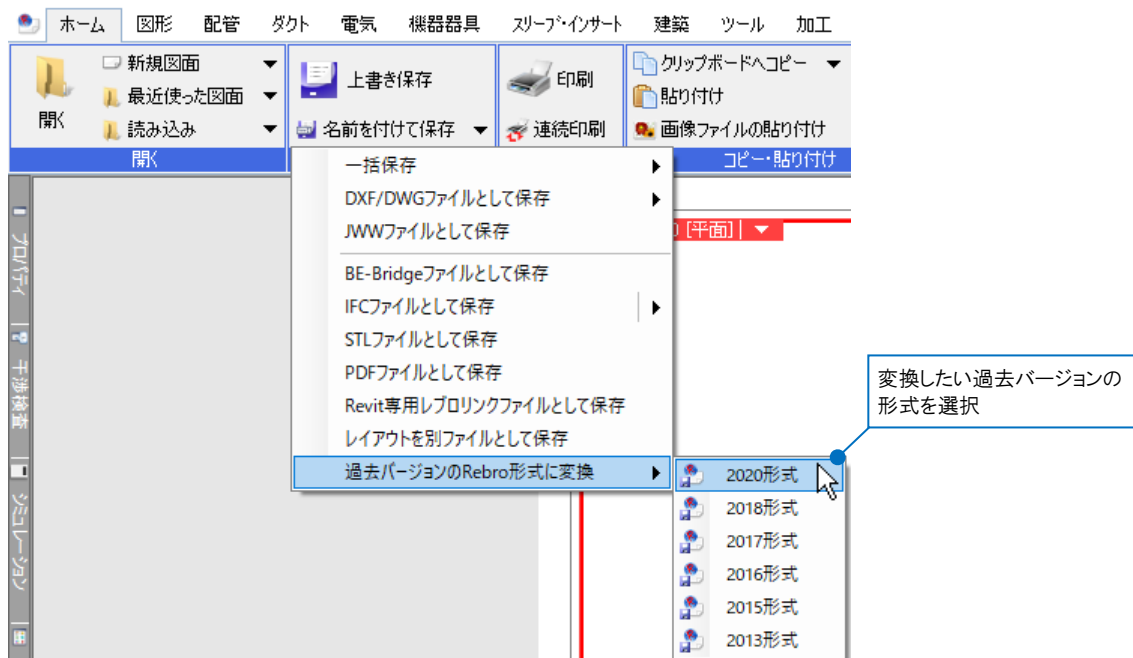 ホーム 図形 配管 ダクト 電気 機器器具 スリーブ・インサート 建築 ツール 加工
開く
新規図面
最近使った図面
読み込み
開く
上書き保存
名前を付けて保存
印刷
連続印刷
クリップボードへコピー
貼り付け
画像ファイルの貼り付け
コピー・貼り付け
一括保存
DXF/DWGファイルとして保存
JWWファイルとして保存
BE-Bridgeファイルとして保存
IFCファイルとして保存
STLファイルとして保存
PDFファイルとして保存
Revit専用レブロリンクファイルとして保存
レイアウトを別ファイルとして保存
過去バージョンのRebro形式に変換
2020形式
2018形式
2017形式
2016形式
2015形式
2013形式
[平面]
変換したい過去バージョンの
形式を選択
プロパティ
干渉検査
シミュレーション